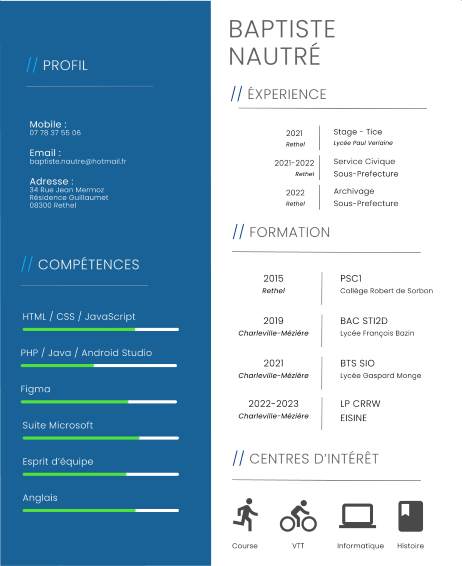 BAPTISTE
NAUTRÉ
// PROFIL
Mobile :
07 78 37 55 06
Email :
baptiste.nautre@hotmail.fr
Adresse :
34 Rue Jean Mermoz
Résidence Guillaumet
08300 Rethel
// COMPÉTENCES
HTML / CSS / JavaScript
PHP / Java / Android Studio
Figma
Suite Microsoft
Esprit d'équipe
Anglais
// ÉXPERIENCE
2021 Stage - Tice
Rethel Lycée Paul Verlaine
2021-2022 Service Civique
Rethel Sous-Prefecture
2022 Archivage
Rethel Sous-Prefecture
// FORMATION
2015 PSC1
Rethel Collège Robert de Sorbon
2019 BAC STI2D
Charleville-Méziére Lycée François Bazin
2021 BTS SIO
Charleville-Méziére Lycée Gaspard Monge
2022-2023 LP CRRW
Charleville-Méziére EISINE
// CENTRES D'INTÉRÊT
Course VTT Informatique Histoire